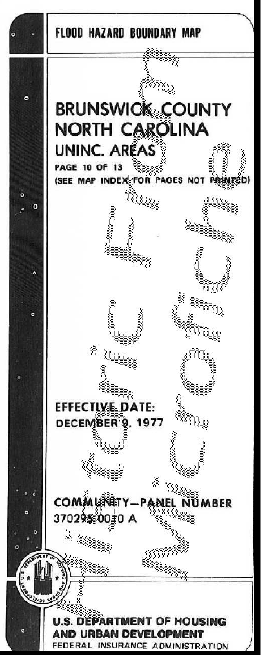 FLOOD HAZARD BOUNDARY MAP
BRUNSWICK COUNTY
NORTH CAROLINA
UNINC. AREAS
PAGE 10 OF 13
(SEE MAP INDEX FOR PAGES NOT PRINTED)
EFFECTIVE DATE:
DECEMBER 9, 1977
COMMUNITY—PANEL NUMBER
370295 0010 A
U.S. DEPARTMENT OF HOUSING
AND URBAN DEVELOPMENT
FEDERAL INSURANCE ADMINISTRATION
Historic From
Microfiche